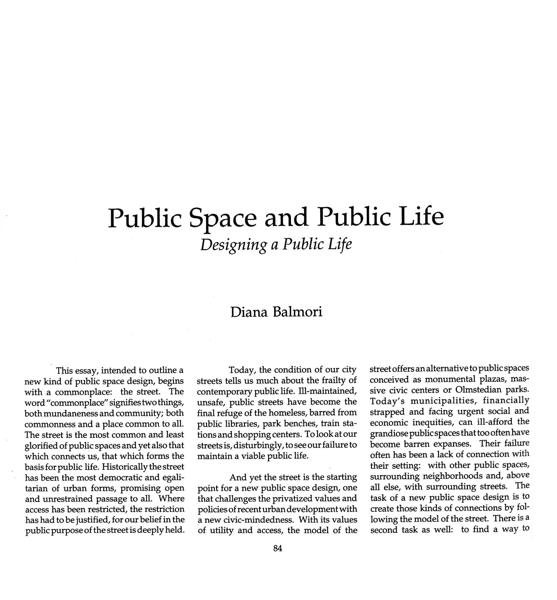 Public Space and Public Life
Designing a Public Life
Diana Balmori
This essay, intended to outline a
new kind of public space design, begins
with a commonplace: the street. The
word "commonplace" signifies two things,
both mundaneness and community; both
commonness and a place common to all.
The street is the most common and least
glorified of public spaces and yet also that
which connects us, that which forms the
basis for public life. Historically the street
has been the most democratic and egali-
tarian of urban forms, promising open
and unrestrained passage to all. Where
access has been restricted, the restriction
has had to be justified, for our belief in the
public purpose of the street is deeply held.
Today, the condition of our city
streets tells us much about the frailty of
contemporary public life. Ill-maintained,
unsafe, public streets have become the
final refuge of the homeless, barred from
public libraries, park benches, train sta-
tions and shopping centers. To look at our
streets is, disturbingly, to see our failure to
maintain a viable public life.
And yet the street is the starting
point for a new public space design, one
that challenges the privatized values and
policies of recent urban development with
a new civic-mindedness. With its values
of utility and access, the model of the
street offers an alternative to public spaces
conceived as monumental plazas, mas-
sive civic centers or Olmstedian parks.
Today's municipalities, financially
strapped and facing urgent social and
economic inequities, can ill-afford the
grandiose public spaces that too often have
become barren expanses. Their failure
often has been a lack of connection with
their setting: with other public spaces,
surrounding neighborhoods and, above
all else, with surrounding streets. The
task of a new public space design is to
create those kinds of connections by fol-
lowing the model of the street. There is a
second task as well: to find a way to
84